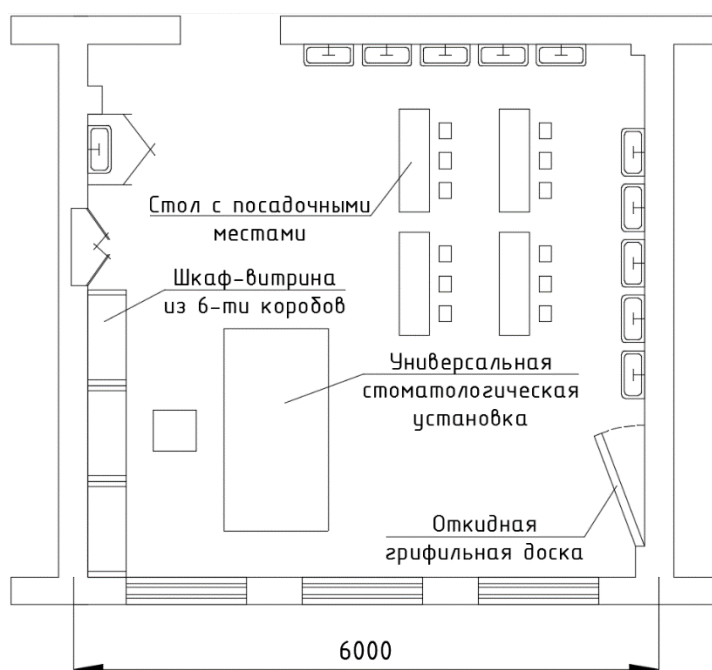 Стол с посадочными
местами
Шкаф-витрина
из 6-ти коробов
Универсальная
стоматологическая
установка
Откидная
грифильная доска
6000